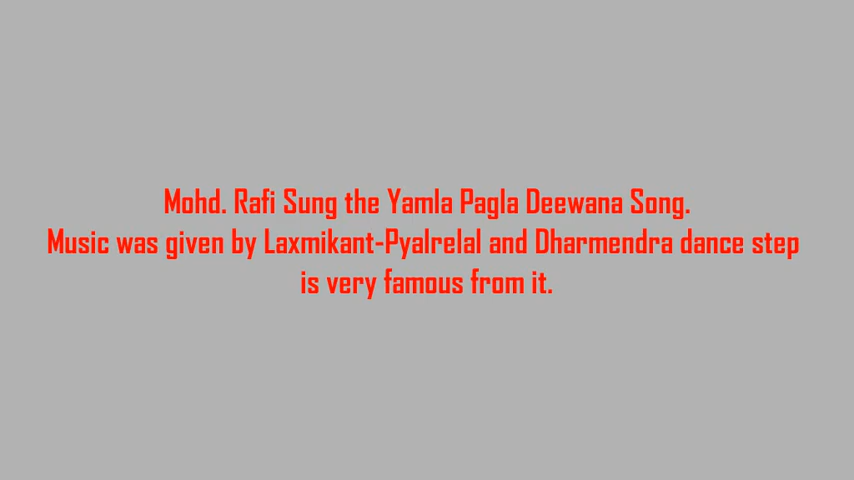 Mohd. Rafi Sung the Yamla Pagla Deewana Song.
Music was given by Laxmikant-Pyalrelal and Dharmendra dance step
is very famous from it.